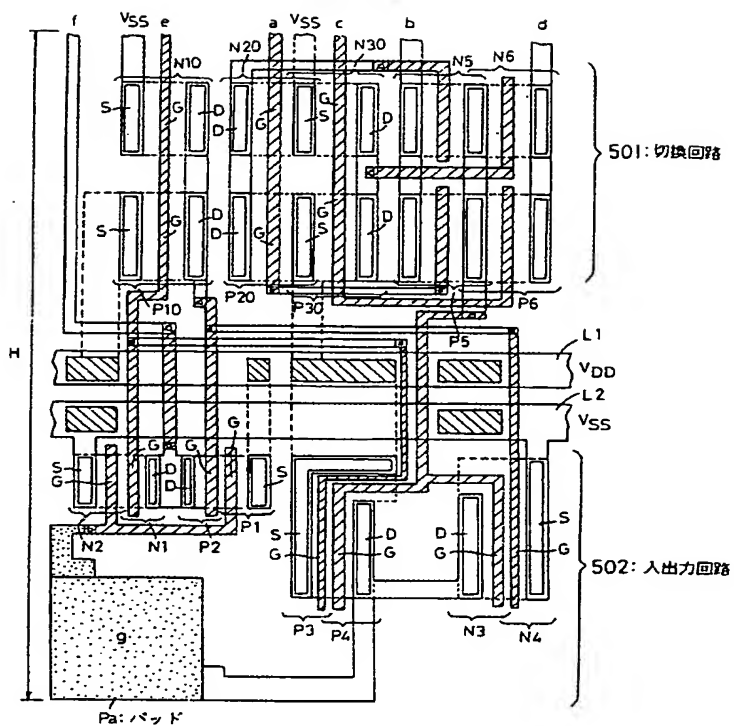 f VSS e a VSS c b d
N10 N20 N30 N5 N6
S G D D G S G D
501: 切換回路
S G D D G S G D
P10 P20 P30 P5 P6
H
L1
VDD
L2
VSS
S G G D G D G S
N2 N1 P2 P1
S G G D D G G S
P3 P4 N3 N4
502: 入出力回路
g
Pa: パッド